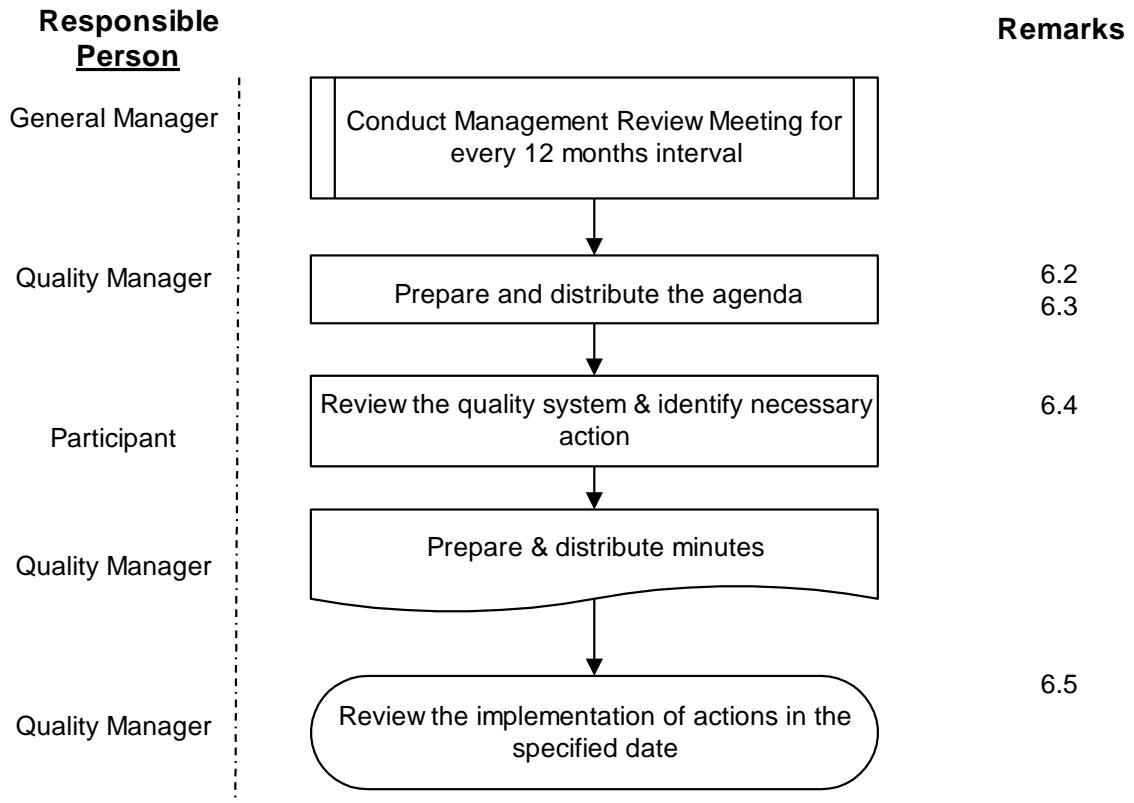 Responsible
Person
Remarks
General Manager
Conduct Management Review Meeting for
every 12 months interval
Quality Manager
Prepare and distribute the agenda
6.2
6.3
Participant
Review the quality system & identify necessary
action
6.4
Quality Manager
Prepare & distribute minutes
Quality Manager
Review the implementation of actions in the
specified date
6.5